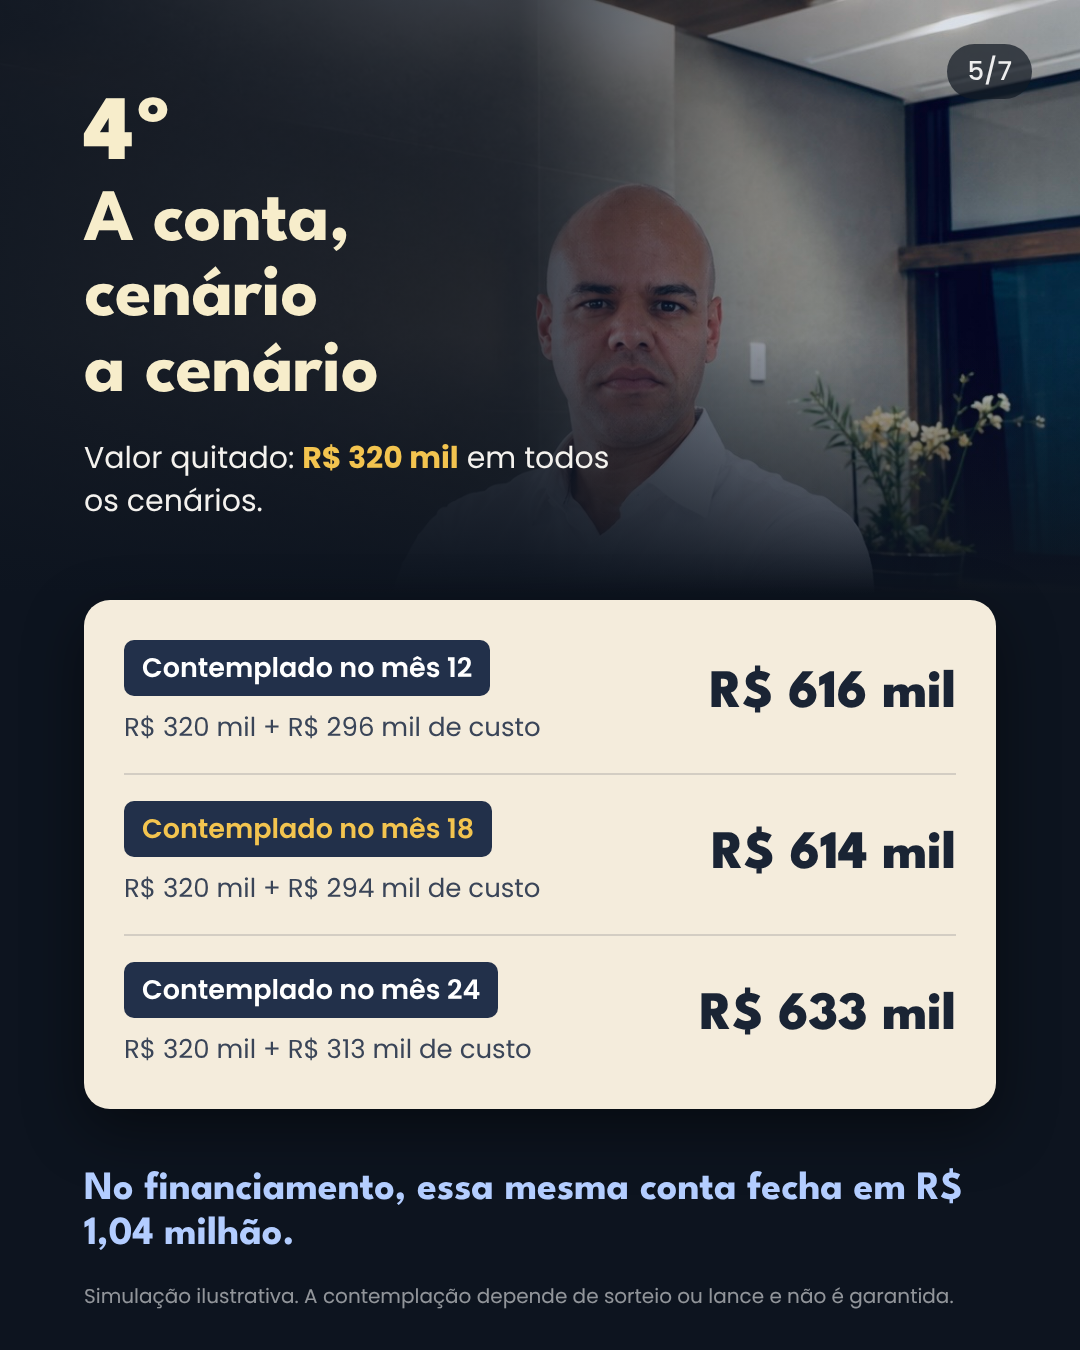 5/7
4º
A conta,
cenário
a cenário
Valor quitado: R$ 320 mil em todos
os cenários.
Contemplado no mês 12
R$ 320 mil + R$ 296 mil de custo
R$ 616 mil
Contemplado no mês 18
R$ 320 mil + R$ 294 mil de custo
R$ 614 mil
Contemplado no mês 24
R$ 320 mil + R$ 313 mil de custo
R$ 633 mil
No financiamento, essa mesma conta fecha em R$
1,04 milhão.
Simulação ilustrativa. A contemplação depende de sorteio ou lance e não é garantida.